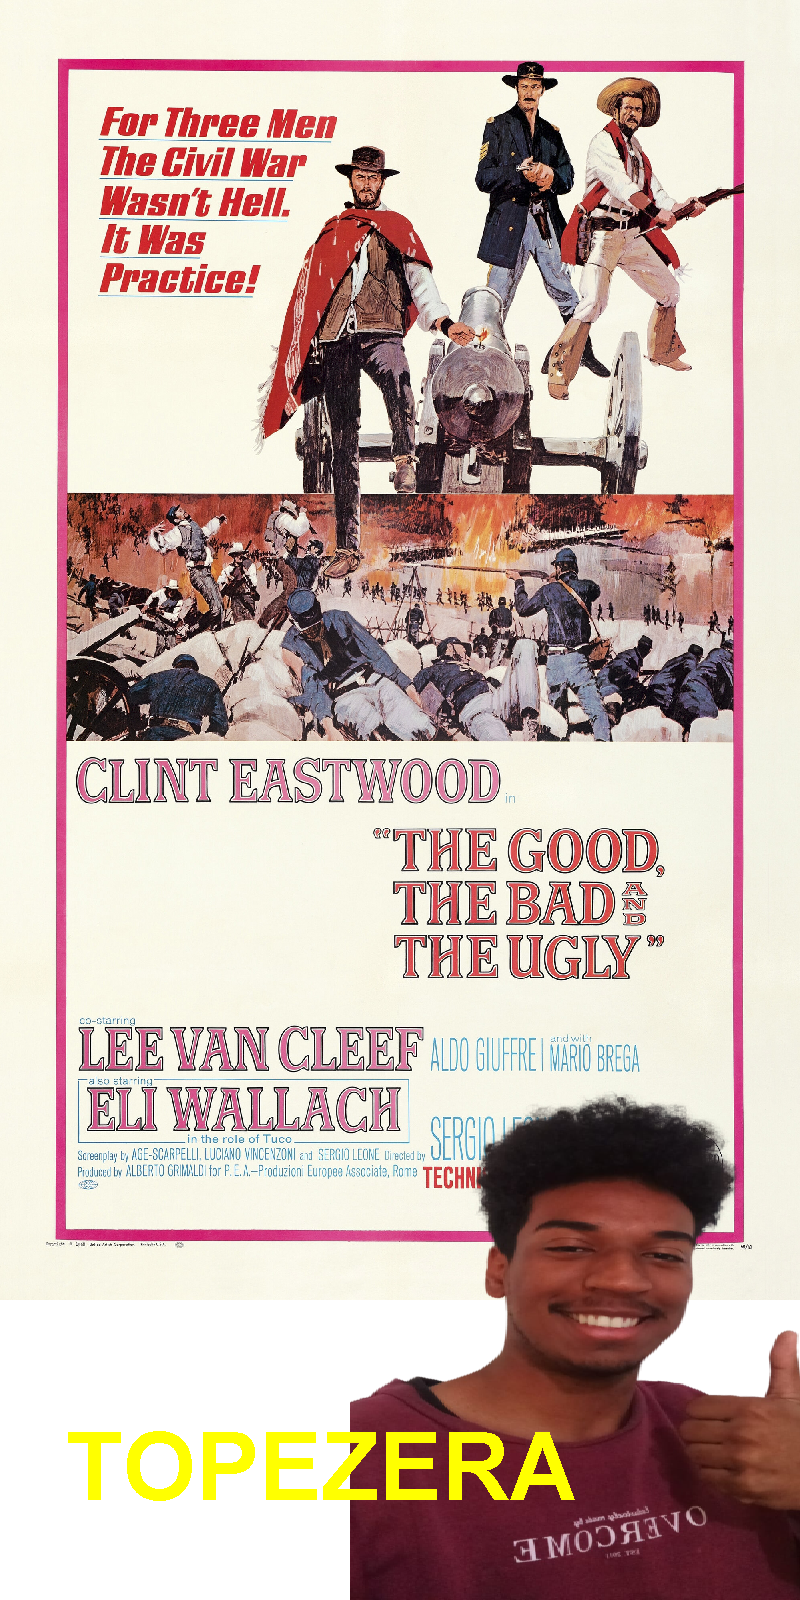 For Three Men
The Civil War
Wasn't Hell.
It Was
Practice!
CLINT EASTWOOD in
"THE GOOD,
THE BAD AND
THE UGLY"
co-starring
LEE VAN CLEEF ALDO GIUFFRE | and with MARIO BREGA
also starring
ELI WALLACH
in the role of Tuco
Screenplay by AGE-SCARPELLI, LUCIANO VINCENZONI and SERGIO LEONE Directed by SERGIO
Produced by ALBERTO GRIMALDI for P.E.A.—Produzioni Europee Associate, Rome
TOPEZERA
OVERCOME